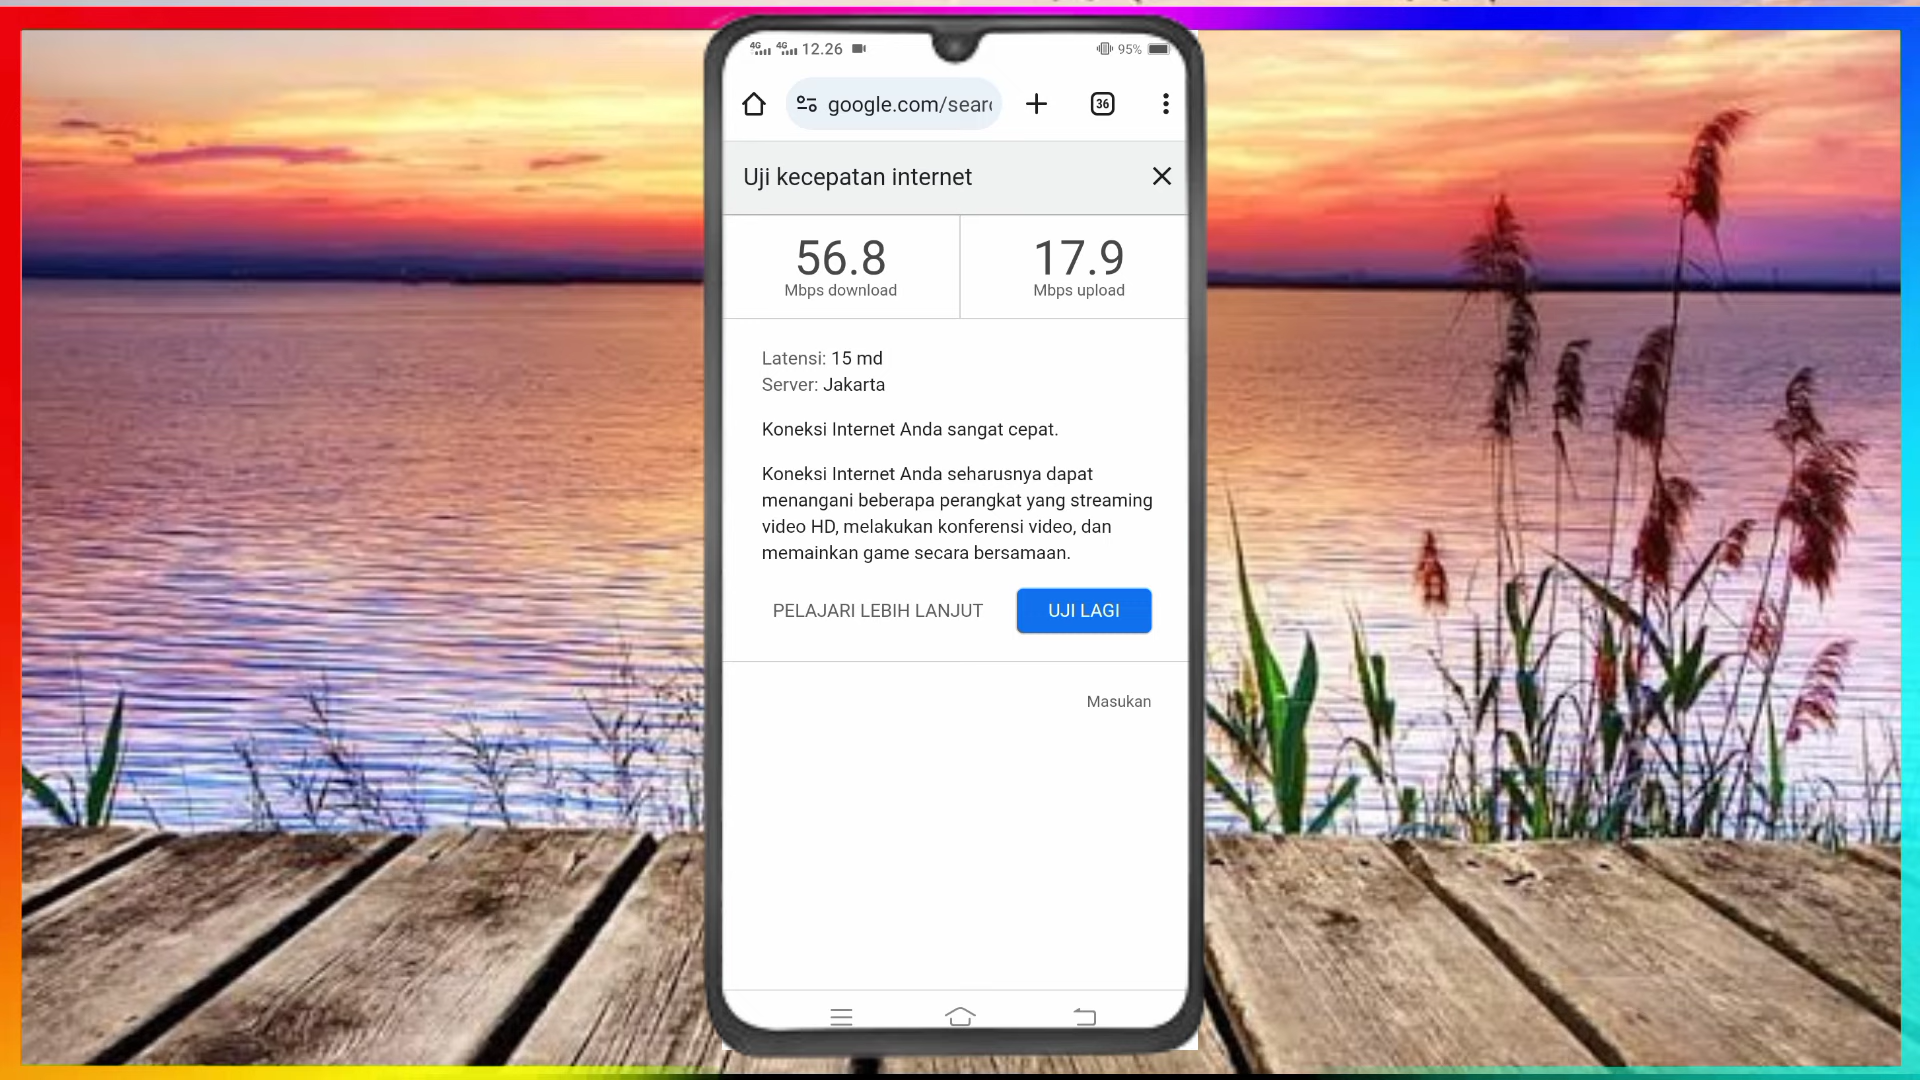 4G 4G 12.26 95%
google.com/sear
36
Uji kecepatan internet
56.8 17.9
Mbps download Mbps upload
Latensi: 15 md
Server: Jakarta
Koneksi Internet Anda sangat cepat.
Koneksi Internet Anda seharusnya dapat
menangani beberapa perangkat yang streaming
video HD, melakukan konferensi video, dan
memainkan game secara bersamaan.
PELAJARI LEBIH LANJUT UJI LAGI
Masukan